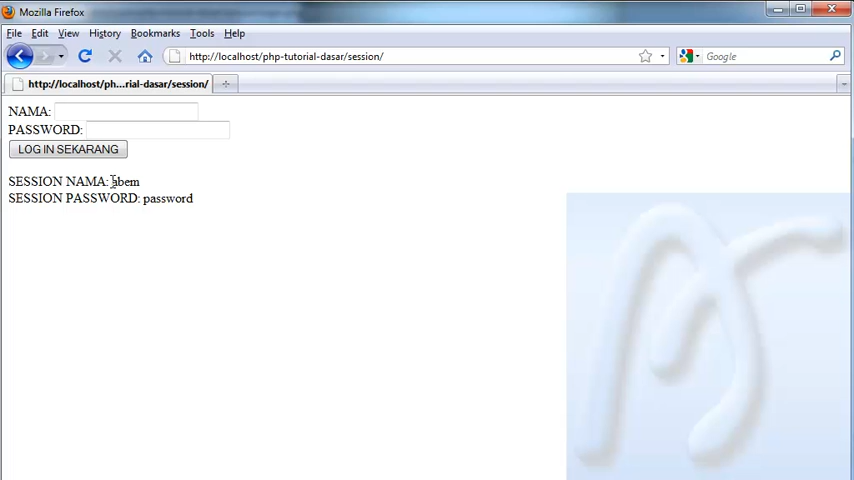 Mozilla Firefox
File Edit View History Bookmarks Tools Help
http://localhost/php-tutorial-dasar/session/
Google
http://localhost/ph...rial-dasar/session/
NAMA:
PASSWORD:
LOG IN SEKARANG
SESSION NAMA: abem
SESSION PASSWORD: password